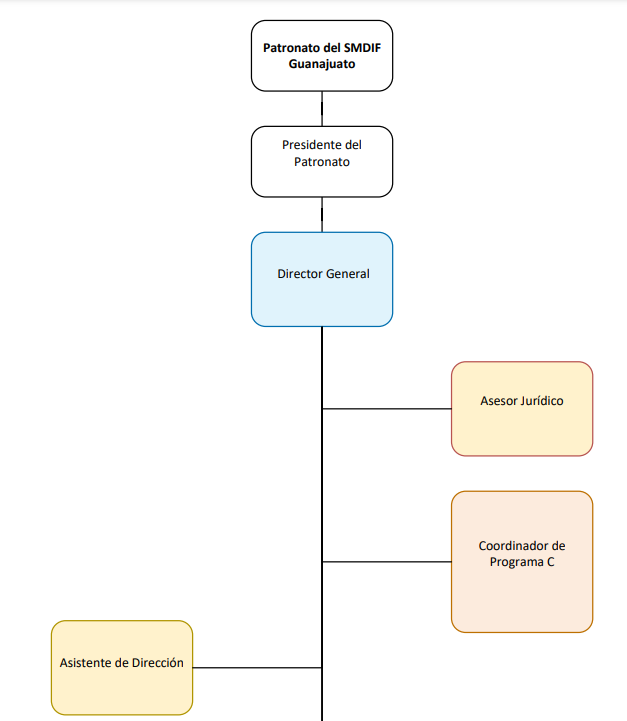 Patronato del SMDIF
Guanajuato
Presidente del
Patronato
Director General
Asesor Jurídico
Coordinador de
Programa C
Asistente de Dirección